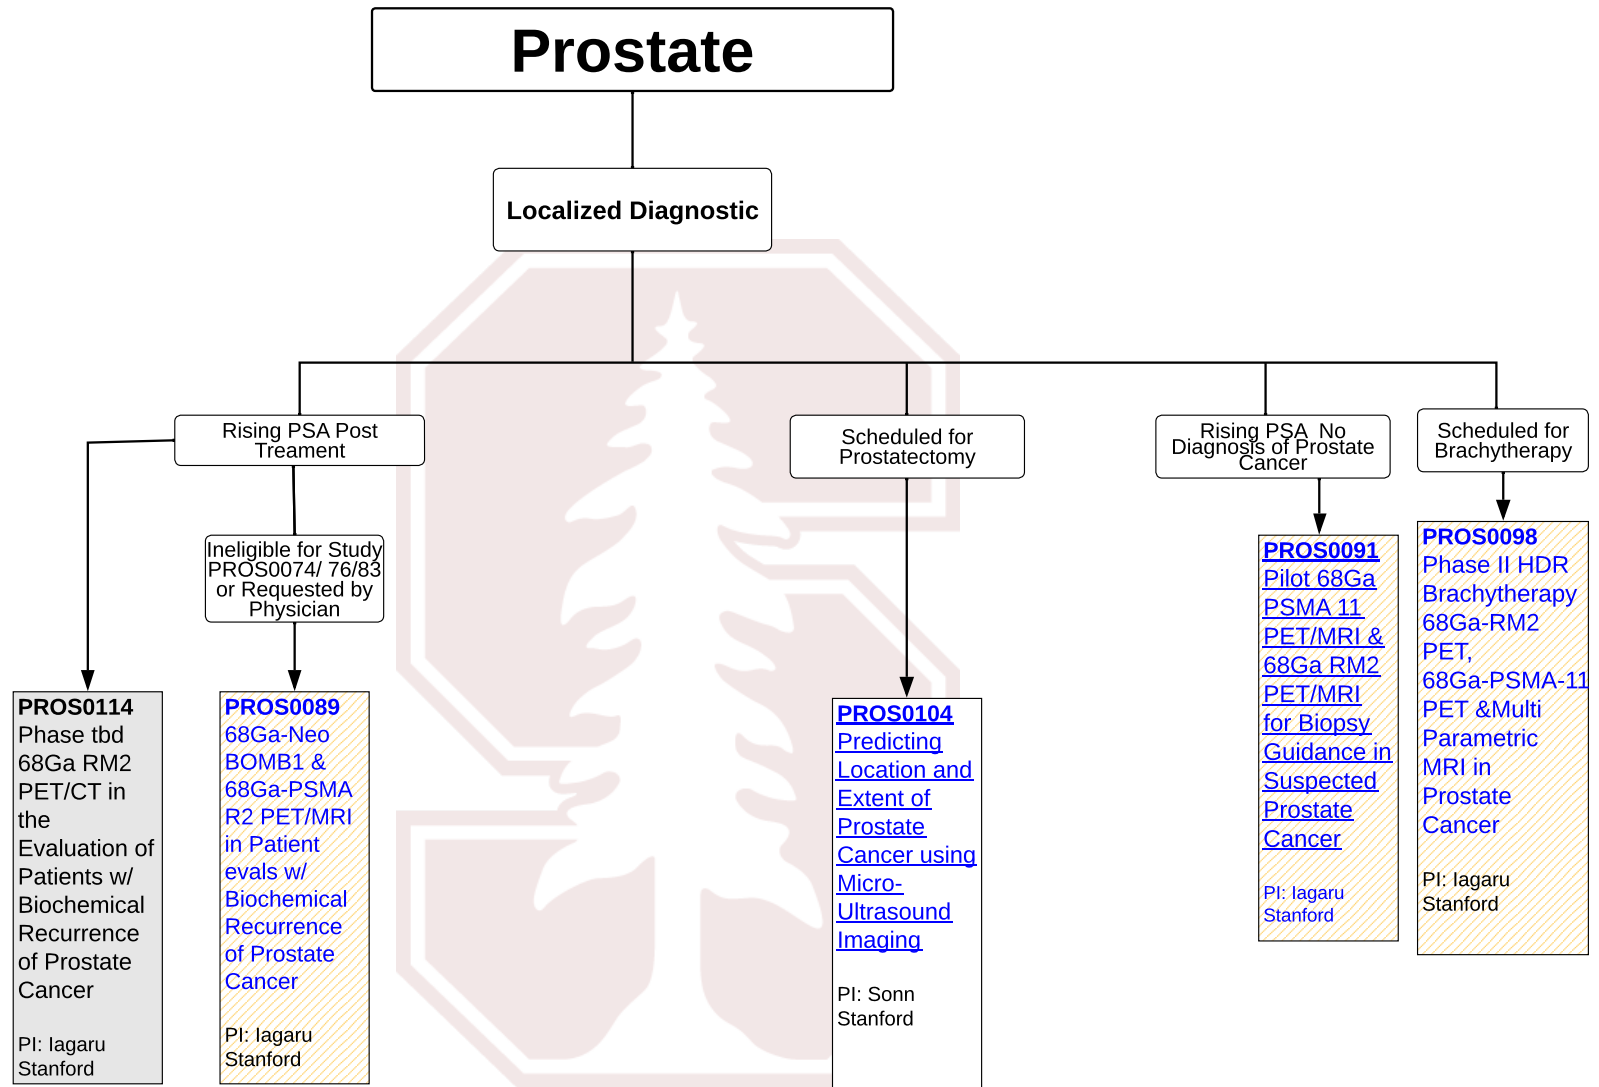 Prostate
Localized Diagnostic
Rising PSA Post
Treament
Scheduled for
Prostatectomy
Rising PSA  No
Diagnosis of Prostate
Cancer
Scheduled for
Brachytherapy
Ineligible for Study
PROS0074/ 76/83
or Requested by
Physician
PROS0114
Phase tbd
68Ga RM2
PET/CT in
the
Evaluation of
Patients w/
Biochemical
Recurrence
of Prostate
Cancer
PI: Iagaru
Stanford
PROS0089
68Ga-Neo
BOMB1 &
68Ga-PSMA
R2 PET/MRI
in Patient
evals w/
Biochemical
Recurrence
of Prostate
Cancer
PI: Iagaru
Stanford
PROS0104
Predicting
Location and
Extent of
Prostate
Cancer using
Micro-
Ultrasound
Imaging
PI: Sonn
Stanford
PROS0091
Pilot 68Ga
PSMA 11
PET/MRI &
68Ga RM2
PET/MRI
for Biopsy
Guidance in
Suspected
Prostate
Cancer
PI: Iagaru
Stanford
PROS0098
Phase II HDR
Brachytherapy
68Ga-RM2
PET,
68Ga-PSMA-11
PET &Multi
Parametric
MRI in
Prostate
Cancer
PI: Iagaru
Stanford